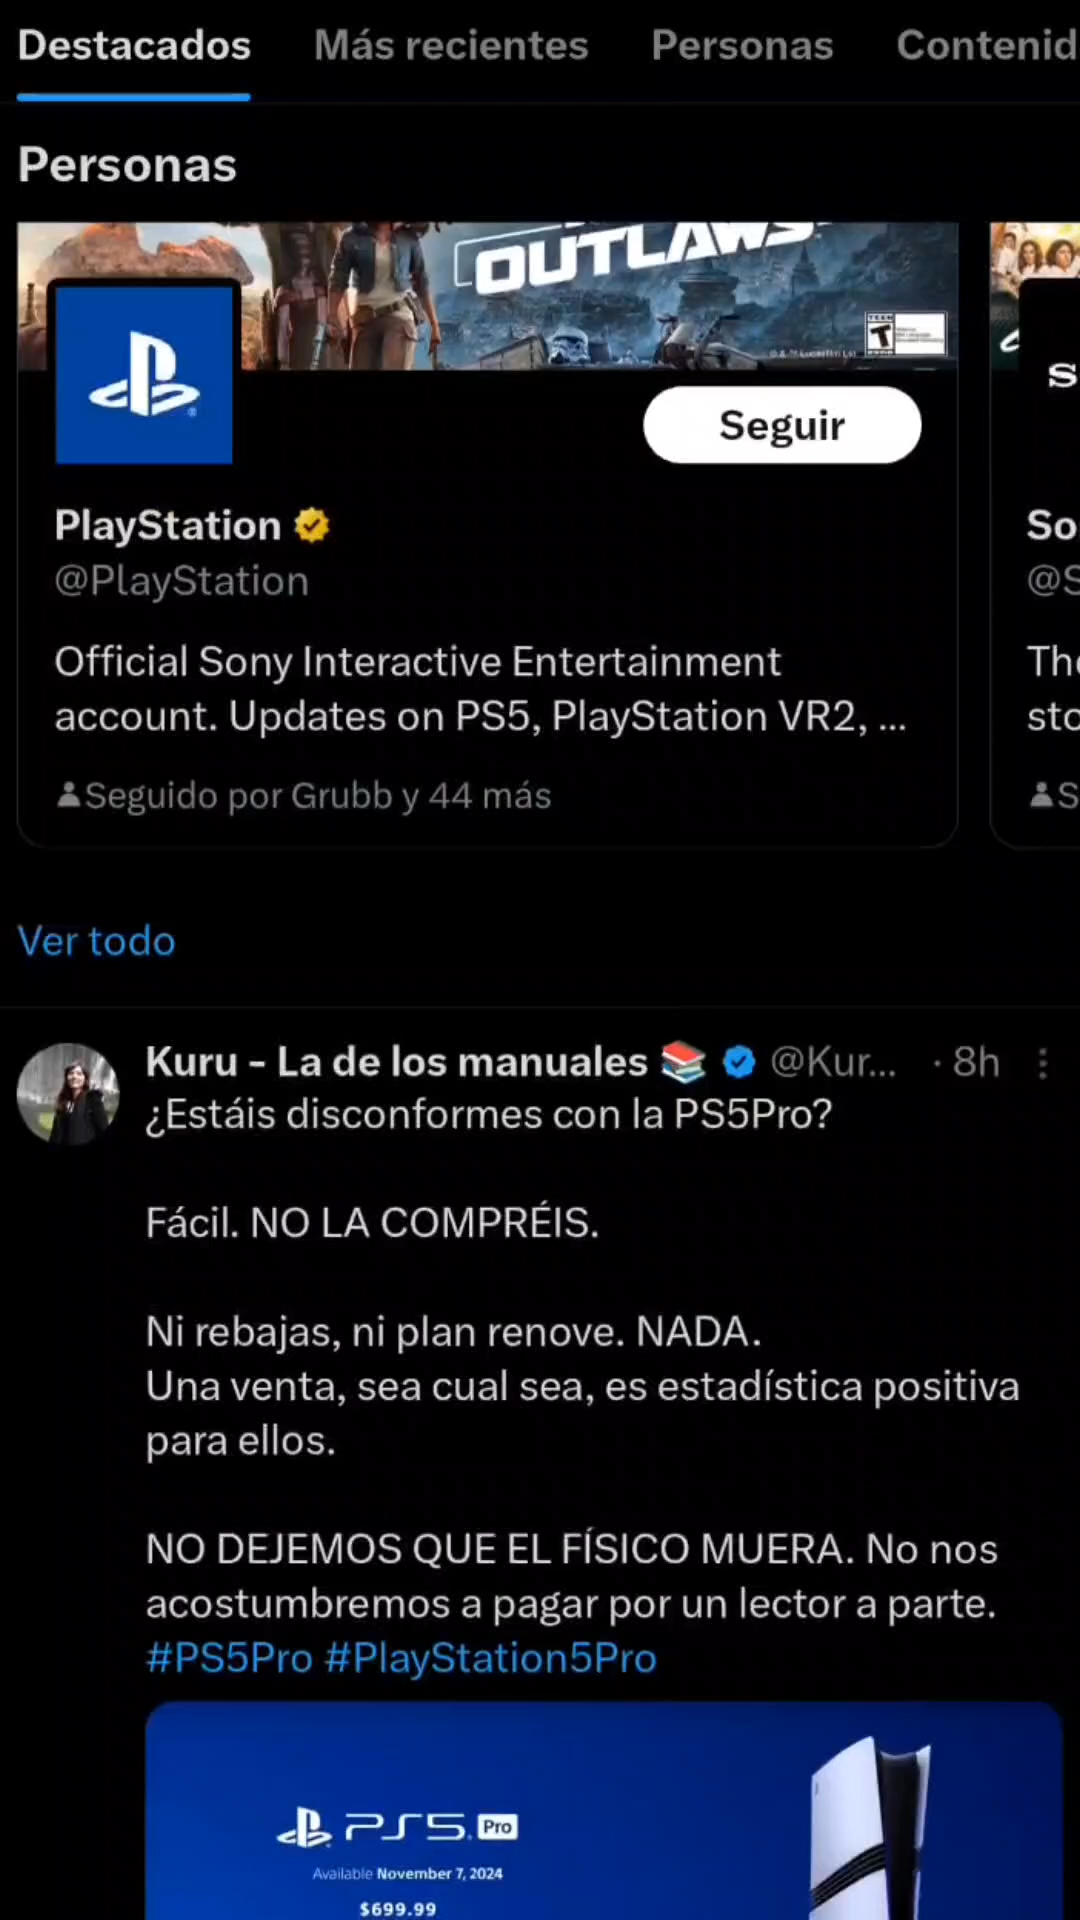 Destacados Más recientes Personas Contenid
Personas
OUTLAWS
TEEN
T
Seguir
S
PlayStation
So
@PlayStation
@S
Official Sony Interactive Entertainment
The
account. Updates on PS5, PlayStation VR2, ...
sto
Seguido por Grubb y 44 más
S
Ver todo
Kuru - La de los manuales 📚 @Kur... · 8h
¿Estáis disconformes con la PS5Pro?
Fácil. NO LA COMPRÉIS.
Ni rebajas, ni plan renove. NADA.
Una venta, sea cual sea, es estadística positiva
para ellos.
NO DEJEMOS QUE EL FÍSICO MUERA. No nos
acostumbremos a pagar por un lector a parte.
#PS5Pro #PlayStation5Pro
PS5 Pro
Available November 7, 2024
$699.99